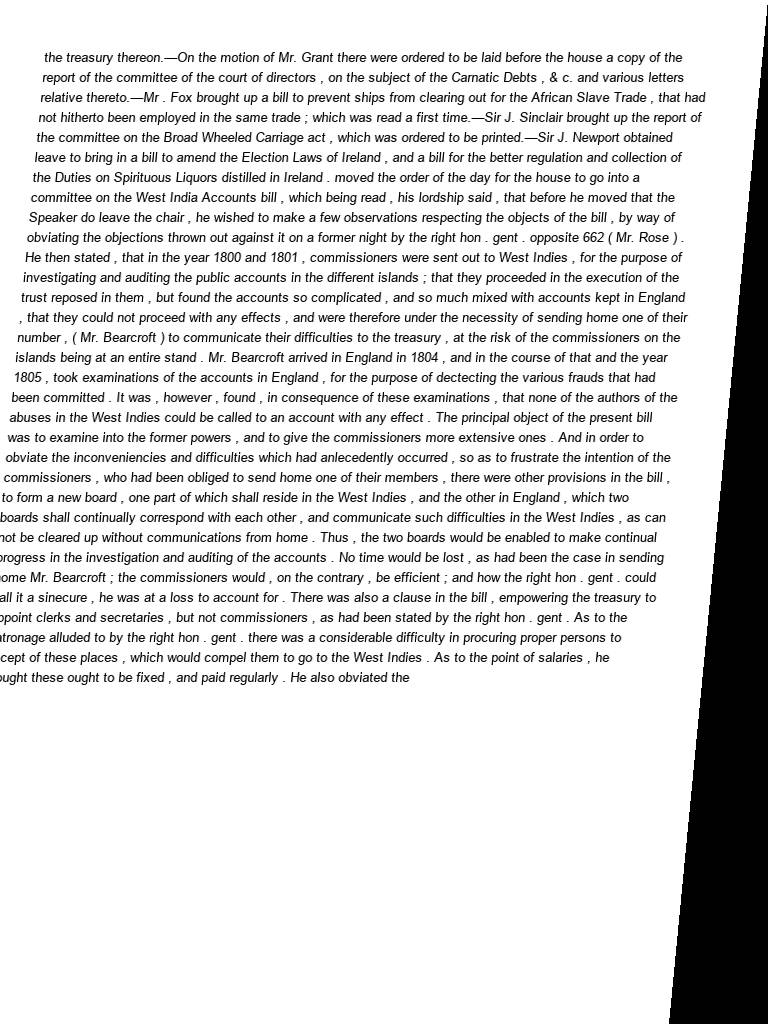 the treasury thereon.—On the motion of Mr. Grant there were ordered to be laid before the house a copy of the
report of the committee of the court of directors , on the subject of the Carnatic Debts , & c. and various letters
relative thereto.—Mr . Fox brought up a bill to prevent ships from clearing out for the African Slave Trade , that had
not hitherto been employed in the same trade ; which was read a first time.—Sir J. Sinclair brought up the report of
the committee on the Broad Wheeled Carriage act , which was ordered to be printed.—Sir J. Newport obtained
leave to bring in a bill to amend the Election Laws of Ireland , and a bill for the better regulation and collection of
the Duties on Spirituous Liquors distilled in Ireland . moved the order of the day for the house to go into a
committee on the West India Accounts bill , which being read , his lordship said , that before he moved that the
Speaker do leave the chair , he wished to make a few observations respecting the objects of the bill , by way of
obviating the objections thrown out against it on a former night by the right hon . gent . opposite 662 ( Mr. Rose ) .
He then stated , that in the year 1800 and 1801 , commissioners were sent out to West Indies , for the purpose of
investigating and auditing the public accounts in the different islands ; that they proceeded in the execution of the
trust reposed in them , but found the accounts so complicated , and so much mixed with accounts kept in England
, that they could not proceed with any effects , and were therefore under the necessity of sending home one of their
number , ( Mr. Bearcroft ) to communicate their difficulties to the treasury , at the risk of the commissioners on the
islands being at an entire stand . Mr. Bearcroft arrived in England in 1804 , and in the course of that and the year
1805 , took examinations of the accounts in England , for the purpose of dectecting the various frauds that had
been committed . It was , however , found , in consequence of these examinations , that none of the authors of the
abuses in the West Indies could be called to an account with any effect . The principal object of the present bill
was to examine into the former powers , and to give the commissioners more extensive ones . And in order to
obviate the inconveniencies and difficulties which had anlecedently occurred , so as to frustrate the intention of the
commissioners , who had been obliged to send home one of their members , there were other provisions in the bill ,
to form a new board , one part of which shall reside in the West Indies , and the other in England , which two
boards shall continually correspond with each other , and communicate such difficulties in the West Indies , as can
not be cleared up without communications from home . Thus , the two boards would be enabled to make continual
progress in the investigation and auditing of the accounts . No time would be lost , as had been the case in sending
home Mr. Bearcroft ; the commissioners would , on the contrary , be efficient ; and how the right hon . gent . could
all it a sinecure , he was at a loss to account for . There was also a clause in the bill , empowering the treasury to
ppoint clerks and secretaries , but not commissioners , as had been stated by the right hon . gent . As to the
atronage alluded to by the right hon . gent . there was a considerable difficulty in procuring proper persons to
cept of these places , which would compel them to go to the West Indies . As to the point of salaries , he
ought these ought to be fixed , and paid regularly . He also obviated the